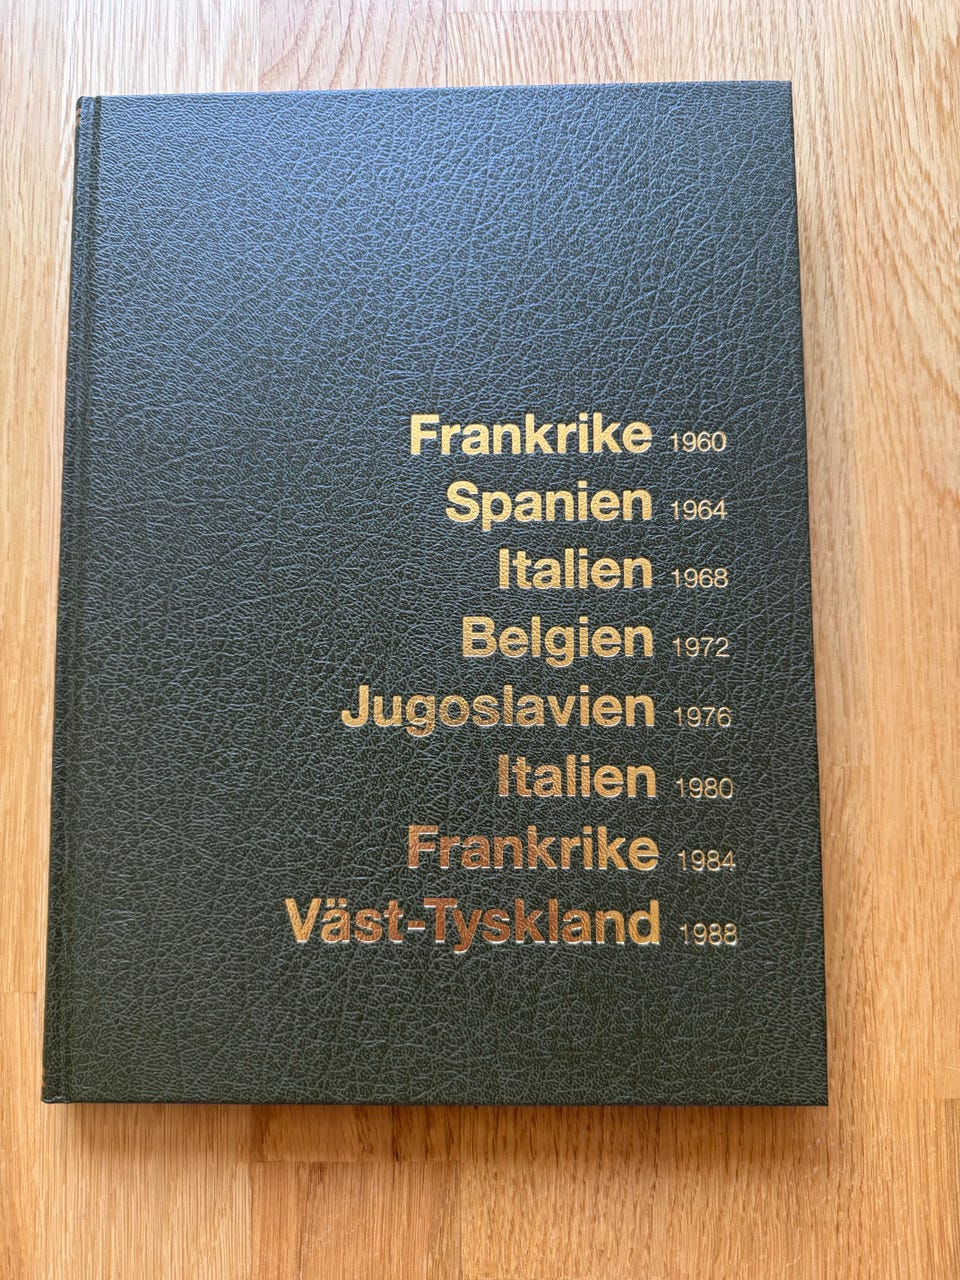 Frankrike 1960
Spanien 1964
Italien 1968
Belgien 1972
Jugoslavien 1976
Italien 1980
Frankrike 1984
Väst-Tyskland 1988